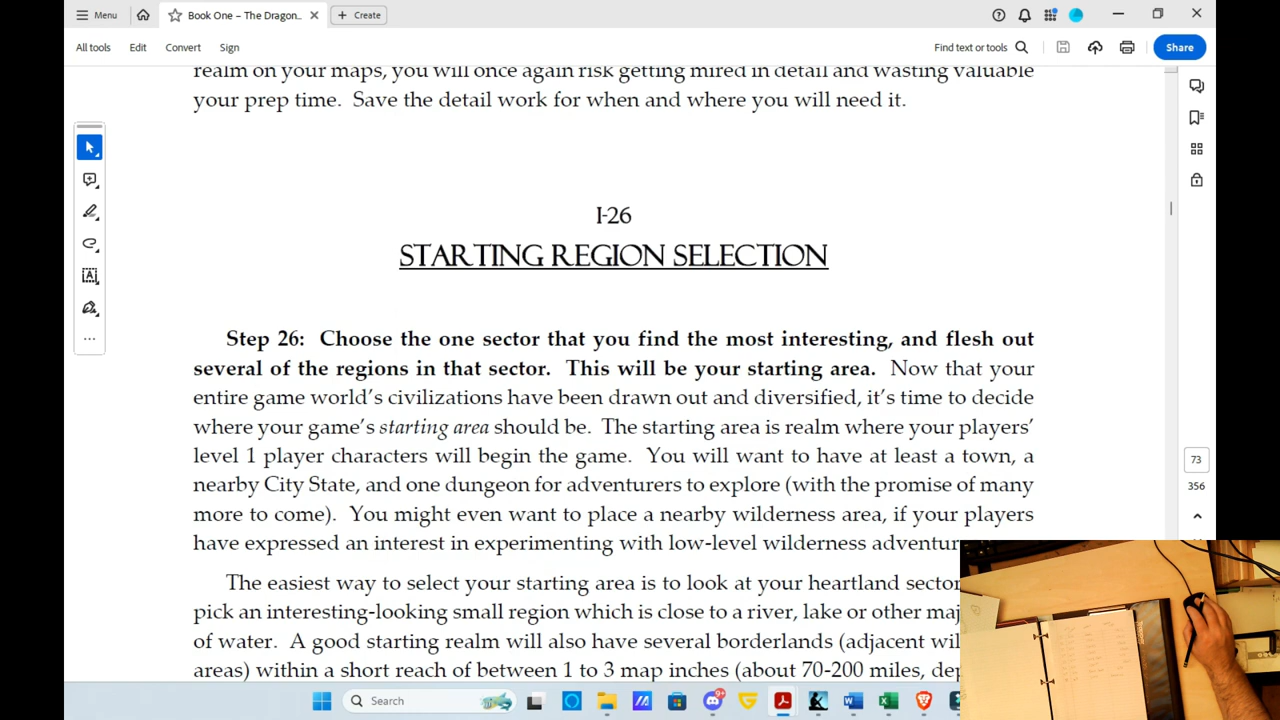 Menu
Book One – The Dragon...
Create
All tools
Edit
Convert
Sign
Find text or tools
Share
realm on your maps, you will once again risk getting mired in detail and wasting valuable
your prep time. Save the detail work for when and where you will need it.
I-26
STARTING REGION SELECTION
Step 26: Choose the one sector that you find the most interesting, and flesh out
several of the regions in that sector. This will be your starting area. Now that your
entire game world's civilizations have been drawn out and diversified, it's time to decide
where your game's starting area should be. The starting area is realm where your players'
level 1 player characters will begin the game. You will want to have at least a town, a
nearby City State, and one dungeon for adventurers to explore (with the promise of many
more to come). You might even want to place a nearby wilderness area, if your players
have expressed an interest in experimenting with low-level wilderness adventur
The easiest way to select your starting area is to look at your heartland sector
pick an interesting-looking small region which is close to a river, lake or other maj
of water. A good starting realm will also have several borderlands (adjacent wil
areas) within a short reach of between 1 to 3 map inches (about 70-200 miles, dep
73
356
Search